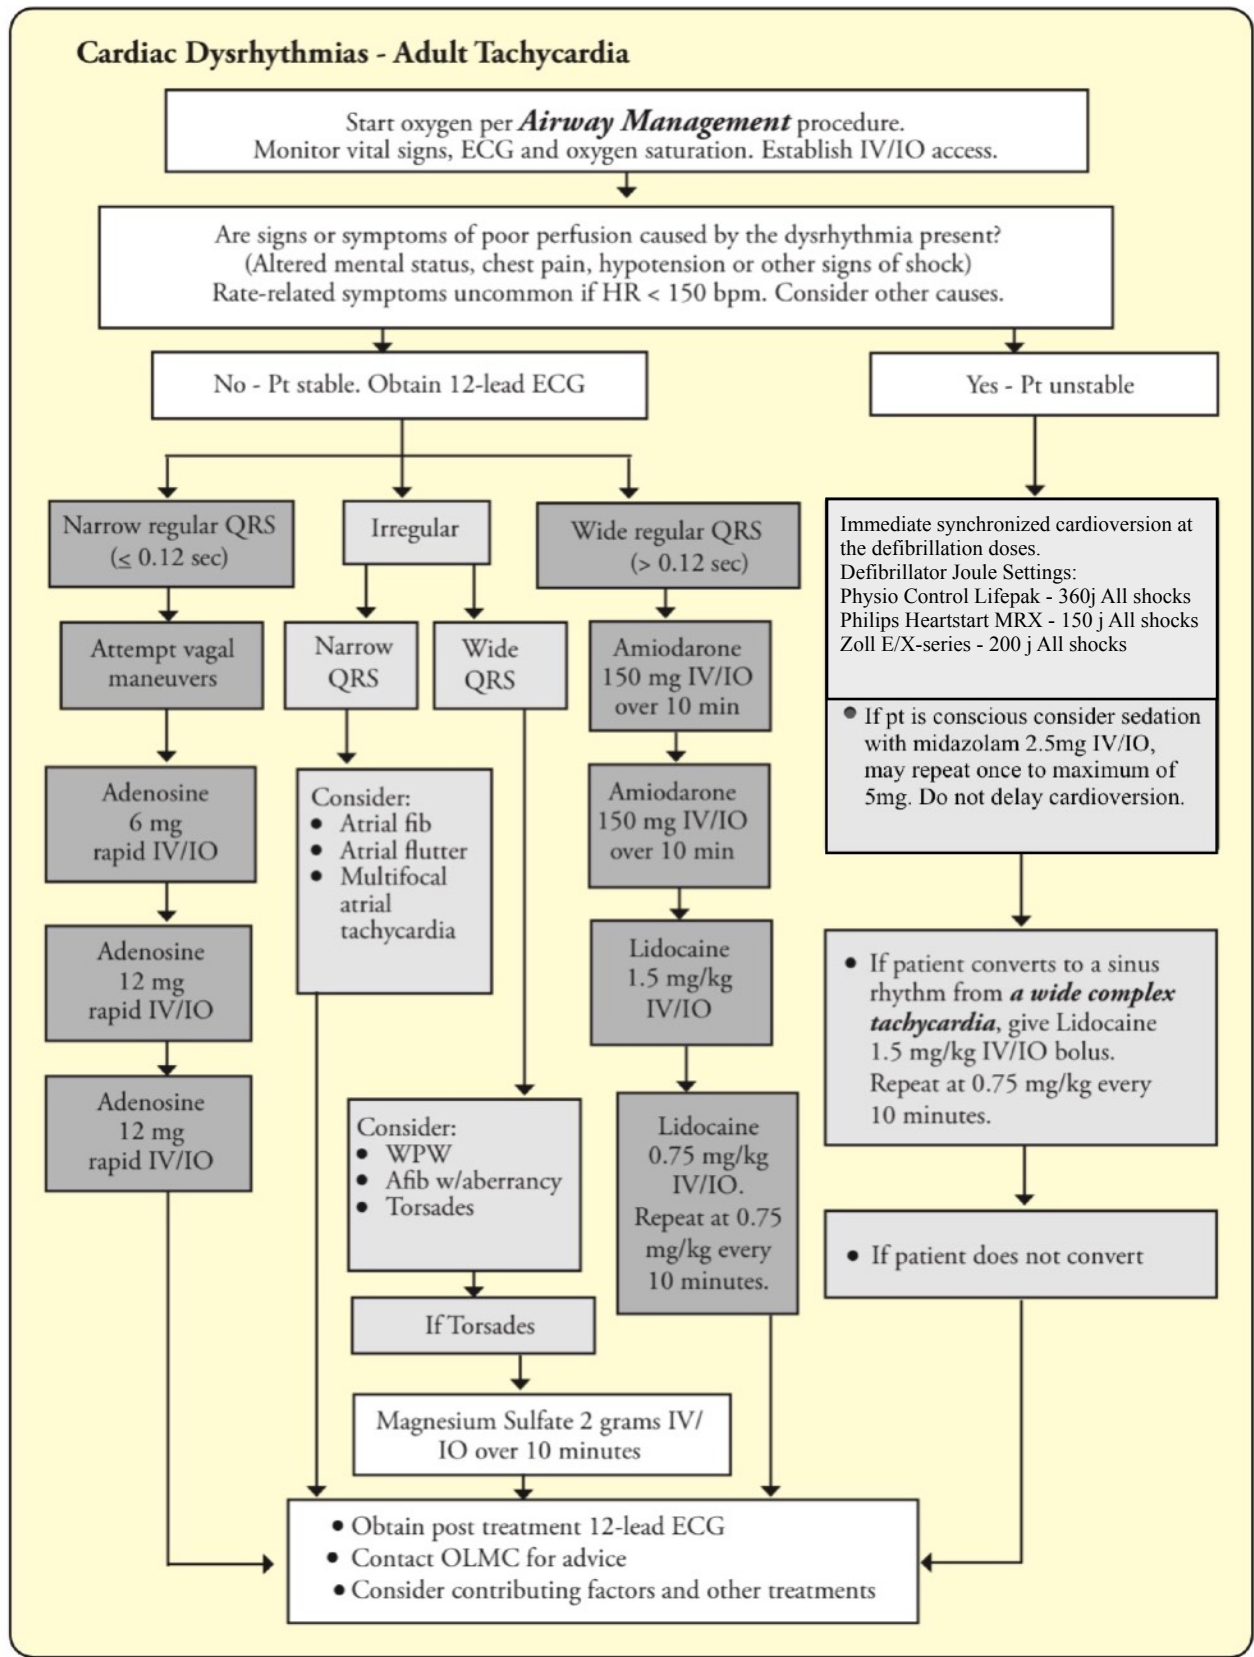 Cardiac Dysrhythmias - Adult Tachycardia
Start oxygen per Airway Management procedure.
Monitor vital signs, ECG and oxygen saturation. Establish IV/IO access.
Are signs or symptoms of poor perfusion caused by the dysrhythmia present?
(Altered mental status, chest pain, hypotension or other signs of shock)
Rate-related symptoms uncommon if HR < 150 bpm. Consider other causes.
No - Pt stable. Obtain 12-lead ECG
Yes - Pt unstable
Narrow regular QRS
(≤ 0.12 sec)
Attempt vagal
maneuvers
Adenosine
6 mg
rapid IV/IO
Adenosine
12 mg
rapid IV/IO
Adenosine
12 mg
rapid IV/IO
Irregular
Narrow
QRS
Consider:
• Atrial fib
• Atrial flutter
• Multifocal
atrial
tachycardia
Wide
QRS
Consider:
• WPW
• Afib w/aberrancy
• Torsades
If Torsades
Magnesium Sulfate 2 grams IV/
IO over 10 minutes
Wide regular QRS
(> 0.12 sec)
Amiodarone
150 mg IV/IO
over 10 min
Amiodarone
150 mg IV/IO
over 10 min
Lidocaine
1.5 mg/kg
IV/IO
Lidocaine
0.75 mg/kg
IV/IO.
Repeat at 0.75
mg/kg every
10 minutes.
Immediate synchronized cardioversion at
the defibrillation doses.
Defibrillator Joule Settings:
Physio Control Lifepak - 360j All shocks
Philips Heartstart MRX - 150 j All shocks
Zoll E/X-series - 200 j All shocks
• If pt is conscious consider sedation
with midazolam 2.5mg IV/IO,
may repeat once to maximum of
5mg. Do not delay cardioversion.
• If patient converts to a sinus
rhythm from a wide complex
tachycardia, give Lidocaine
1.5 mg/kg IV/IO bolus.
Repeat at 0.75 mg/kg every
10 minutes.
• If patient does not convert
• Obtain post treatment 12-lead ECG
• Contact OLMC for advice
• Consider contributing factors and other treatments